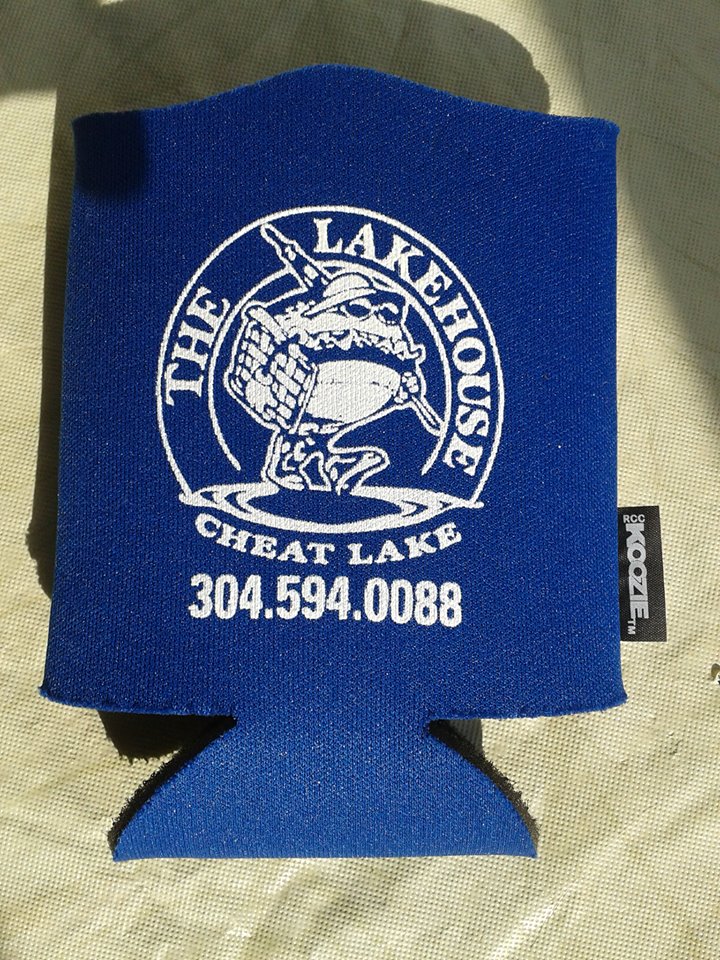 THE LAKEHOUSE
CHEAT LAKE
304.594.0088
RCC
KOOZIE™